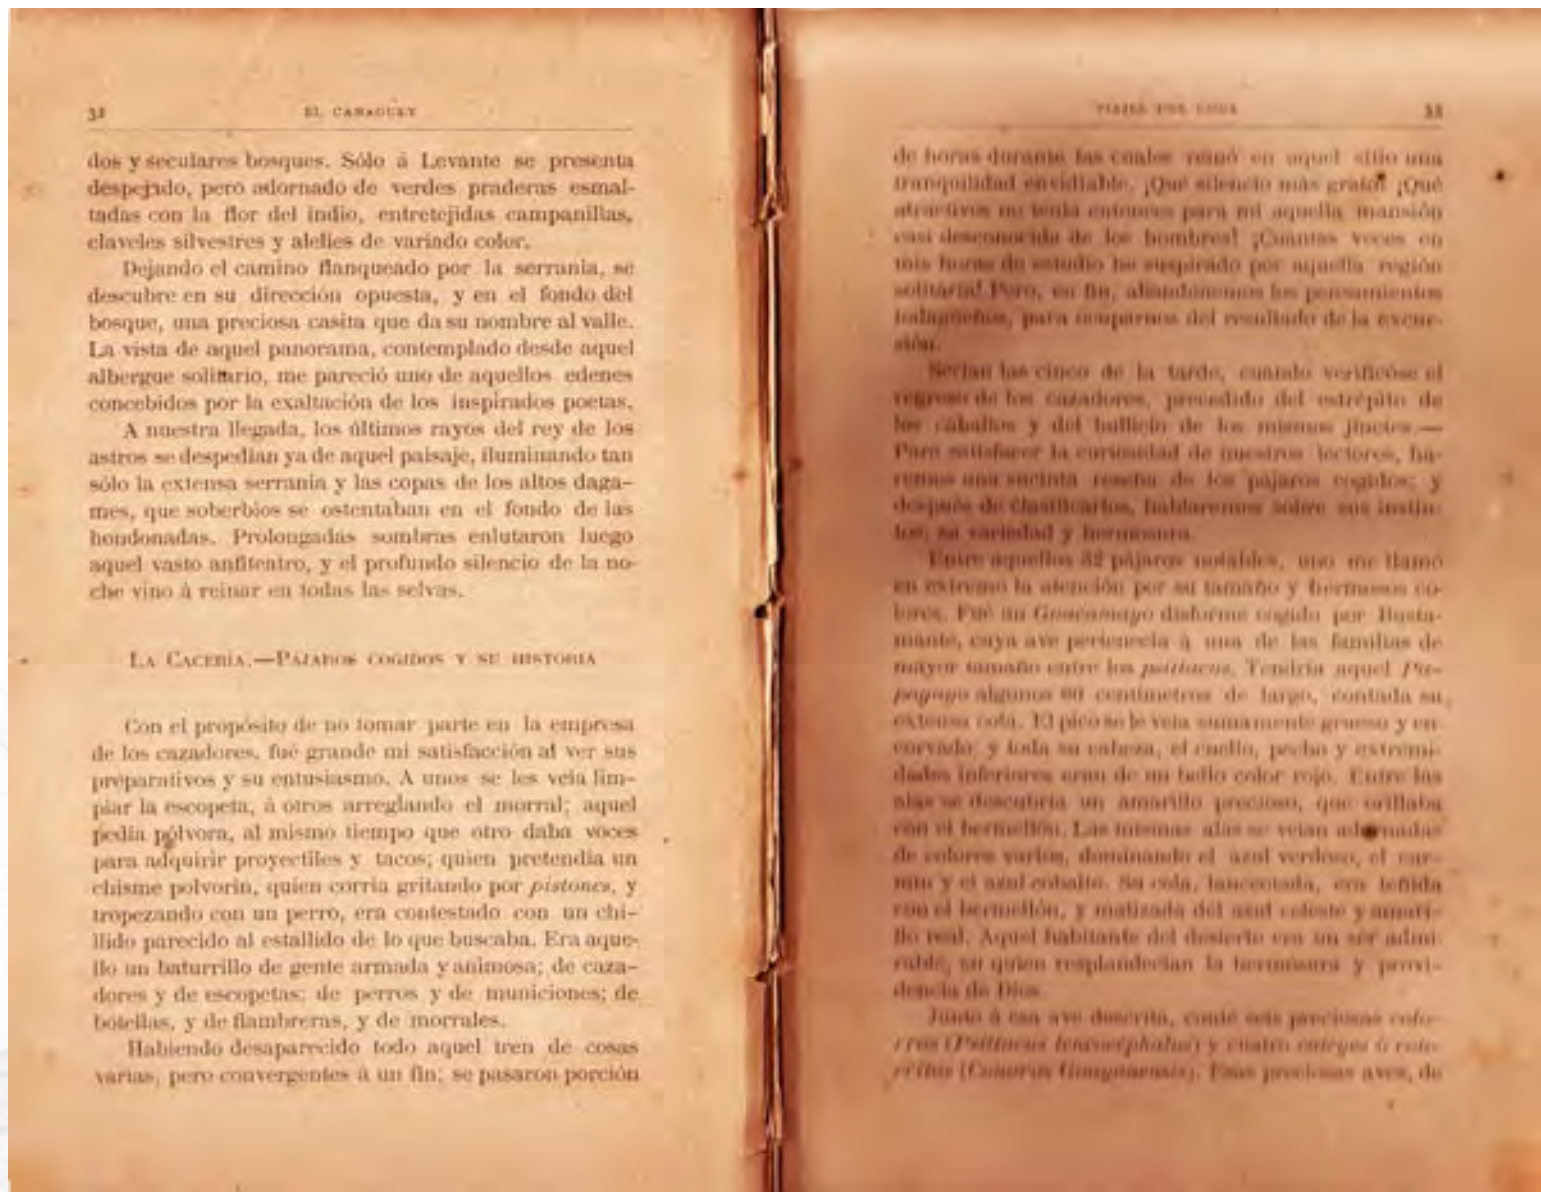 32
EL CAMAGUEY
dos y seculares bosques. Sólo á Levante se presenta
despejado, pero adornado de verdes praderas esmal-
tadas con la flor del indio, entretejidas campanillas,
claveles silvestres y alelies de variado color.
Dejando el camino flanqueado por la serrania, se
descubre en su dirección opuesta, y en el fondo del
bosque, una preciosa casita que da su nombre al valle.
La vista de aquel panorama, contemplado desde aquel
albergue solitario, me pareció uno de aquellos edenes
concebidos por la exaltación de los inspirados poetas.
A nuestra llegada, los últimos rayos del rey de los
astros se despedian ya de aquel paisaje, iluminando tan
sólo la extensa serrania y las copas de los altos daga-
mes, que soberbios se ostentaban en el fondo de las
hondonadas. Prolongadas sombras enlutaron luego
aquel vasto anfiteatro, y el profundo silencio de la no-
che vino á reinar en todas las selvas.
LA CACERÍA.—PÁJAROS COGIDOS Y SU HISTORIA
Con el propósito de no tomar parte en la empresa
de los cazadores, fué grande mi satisfacción al ver sus
preparativos y su entusiasmo. A unos se les veia lim-
piar la escopeta, á otros arreglando el morral; aquel
pedia pólvora, al mismo tiempo que otro daba voces
para adquirir proyectiles y tacos; quien pretendia un
chisme polvorin, quien corria gritando por pistones, y
tropezando con un perro, era contestado con un chi-
llido parecido al estallido de lo que buscaba. Era aque-
llo un baturrillo de gente armada y animosa; de caza-
dores y de escopetas; de perros y de municiones; de
botellas, y de fiambreras, y de morrales.
Habiendo desaparecido todo aquel tren de cosas
varias, pero convergentes á un fin; se pasaron porción
VIAJES POR CUBA
33
de horas durante las cuales reinó en aquel sitio una
tranquilidad envidiable. ¡Qué silencio más grato! ¡Qué
atractivos no tenia entonces para mi aquella mansión
casi desconocida de los hombres! ¡Cuántas veces en
mis horas de estudio he suspirado por aquella región
solitaria! Pero, en fin, abandonemos los pensamientos
halagüeños, para ocuparnos del resultado de la excur-
sión.
Serian las cinco de la tarde, cuando verificóse el
regreso de los cazadores, precedido del estrépito de
los caballos y del bullicio de los mismos jinetes.—
Para satisfacer la curiosidad de nuestros lectores, ha-
remos una sucinta reseña de los pájaros cogidos; y
después de clasificarlos, hablaremos sobre sus instin-
tos, su variedad y hermosura.
Entre aquellos 32 pájaros notables, uno me llamó
en extremo la atención por su tamaño y hermosos co-
lores. Fué un Guacamayo disforme cogido por Busta-
mante, cuya ave pertenecia á una de las familias de
mayor tamaño entre los psittacus. Tendria aquel Pa-
pagayo algunos 60 centimetros de largo, contada su
extensa cola. El pico se le veia sumamente grueso y en-
corvado y toda su cabeza, el cuello, pecho y extremi-
dades inferiores eran de un bello color rojo. Entre las
alas se descubria un amarillo precioso, que orillaba
con el bermellón. Las mismas alas se veian adornadas
de colores varios, dominando el azul verdoso, el car-
min y el azul cobalto. Su cola, lanceolada, era teñida
con el bermellón, y matizada del azul celeste y amari-
llo real. Aquel habitante del desierto era un sér admi-
rable, en quien resplandecian la hermosura y provi-
dencia de Dios.
Junto á esa ave descrita, conté seis preciosas coto-
rras (Psittacus leucocephalus) y cuatro
(Conurus Esas preciosas aves, de